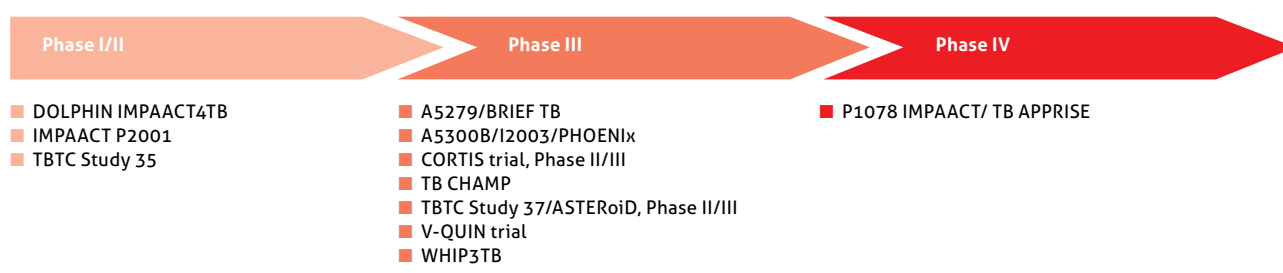 Phase I/II
Phase III
Phase IV
DOLPHIN IMPAACT4TB
IMPAACT P2001
TBTC Study 35
A5279/BRIEF TB
A5300B/I2003/PHOENIx
CORTIS trial, Phase II/III
TB CHAMP
TBTC Study 37/ASTERoiD, Phase II/III
V-QUIN trial
WHIP3TB
P1078 IMPAACT/ TB APPRISE